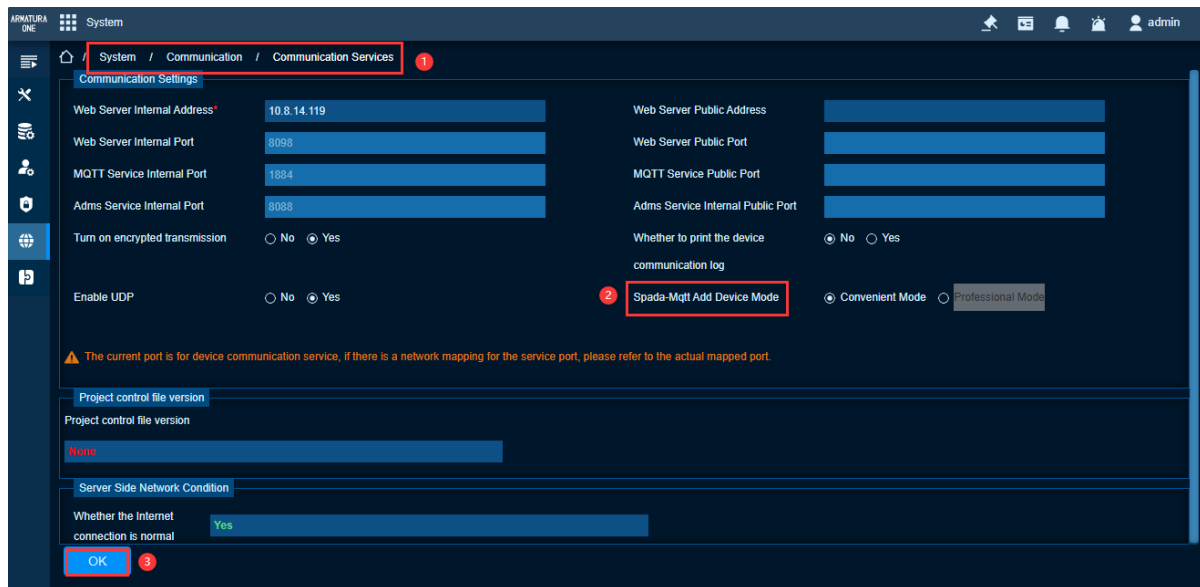 ARMATURA
ONE
System
admin
/ System / Communication / Communication Services
1
Communication Settings
Web Server Internal Address*
10.8.14.119
Web Server Public Address
Web Server Internal Port
8098
Web Server Public Port
MQTT Service Internal Port
1884
MQTT Service Public Port
Adms Service Internal Port
8088
Adms Service Internal Public Port
Turn on encrypted transmission
No Yes
Whether to print the device
communication log
No Yes
Enable UDP
No Yes
2
Spada-Mqtt Add Device Mode
Convenient Mode Professional Mode
The current port is for device communication service, if there is a network mapping for the service port, please refer to the actual mapped port.
Project control file version
Project control file version
None
Server Side Network Condition
Whether the Internet
connection is normal
Yes
OK
3